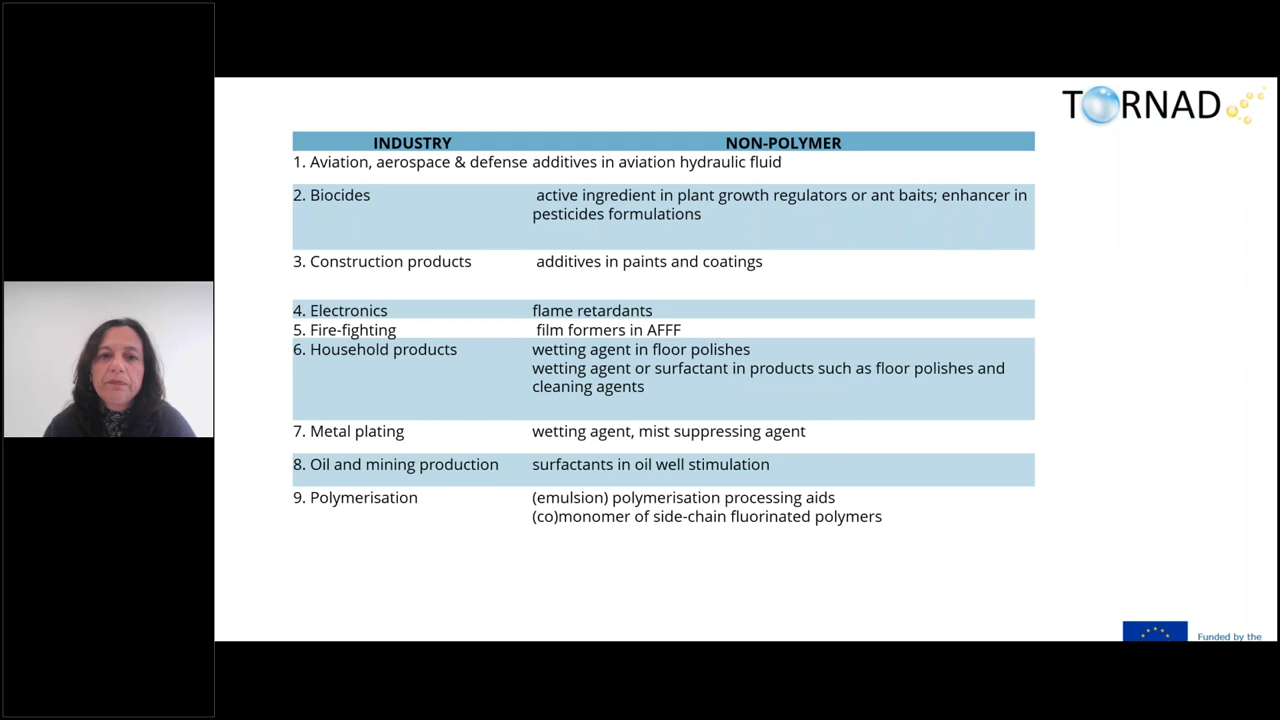 TORNADO
INDUSTRY NON-POLYMER
1. Aviation, aerospace & defense additives in aviation hydraulic fluid
2. Biocides active ingredient in plant growth regulators or ant baits; enhancer in
pesticides formulations
3. Construction products additives in paints and coatings
4. Electronics flame retardants
5. Fire-fighting film formers in AFFF
6. Household products wetting agent in floor polishes
wetting agent or surfactant in products such as floor polishes and
cleaning agents
7. Metal plating wetting agent, mist suppressing agent
8. Oil and mining production surfactants in oil well stimulation
9. Polymerisation (emulsion) polymerisation processing aids
(co)monomer of side-chain fluorinated polymers
Funded by the